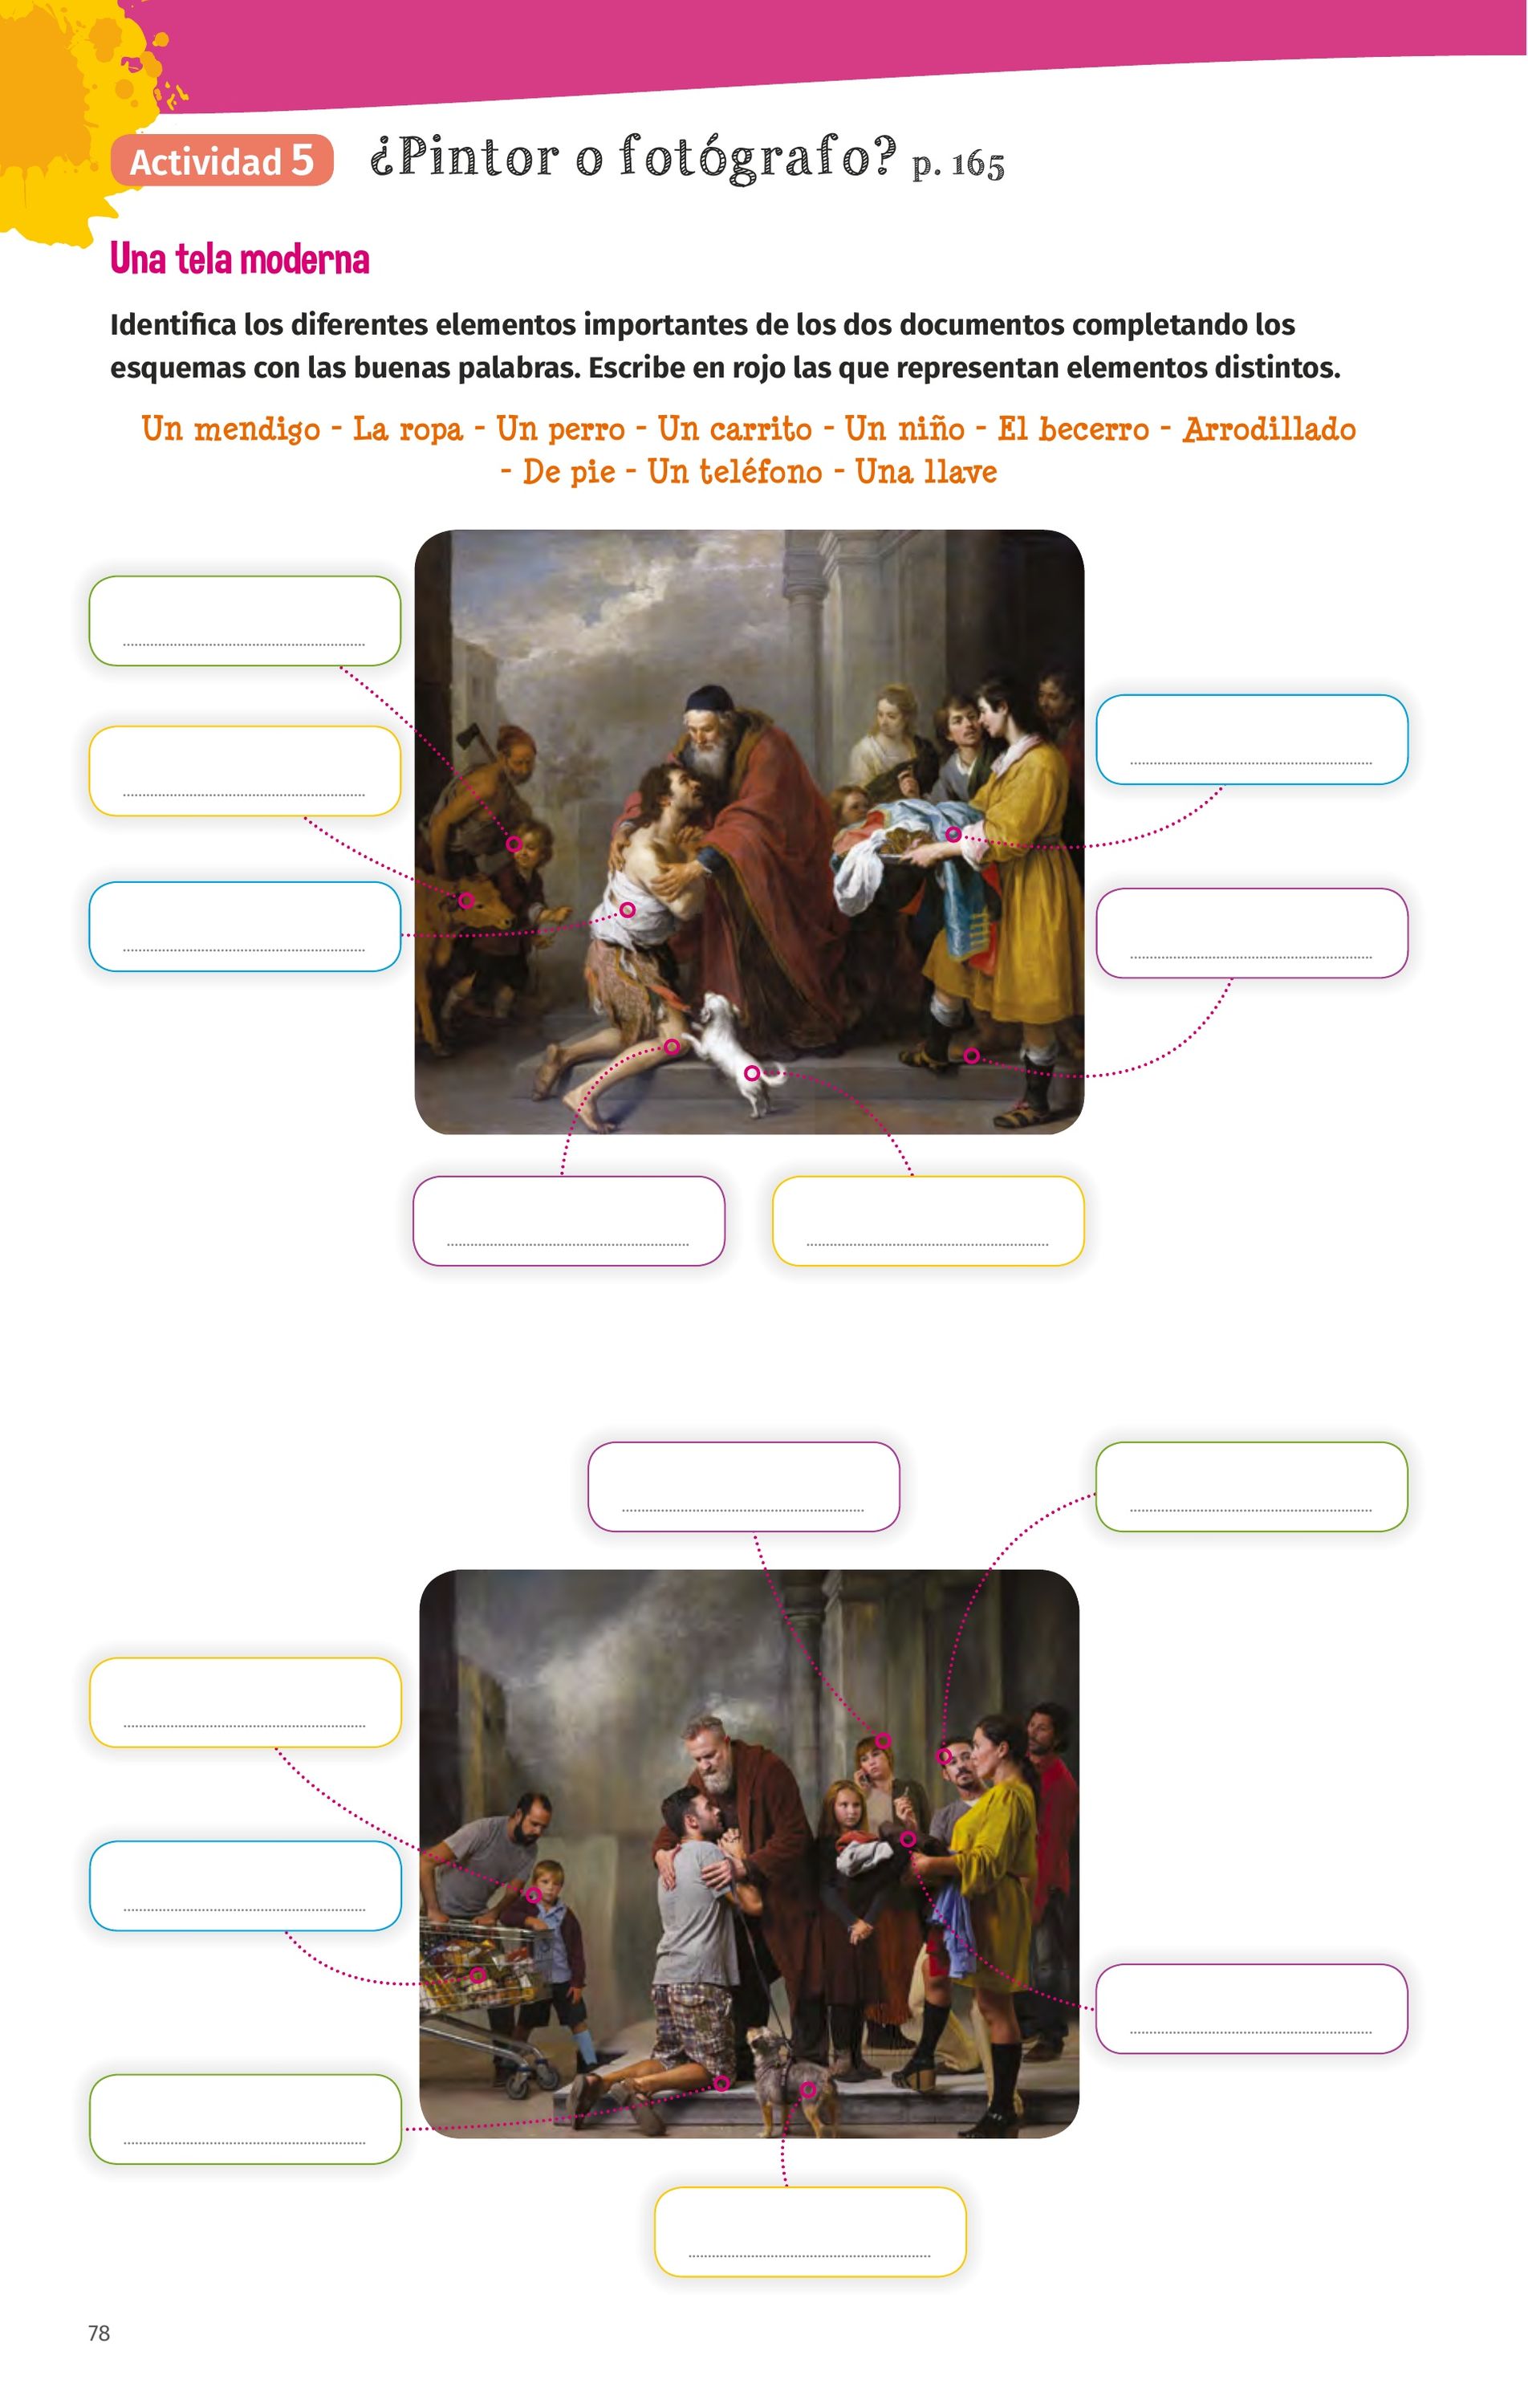 Actividad 5
¿Pintor o fotógrafo? p. 165
Una tela moderna
Identifica los diferentes elementos importantes de los dos documentos completando los
esquemas con las buenas palabras. Escribe en rojo las que representan elementos distintos.
Un mendigo - La ropa - Un perro - Un carrito - Un niño - El becerro - Arrodillado
- De pie - Un teléfono - Una llave
78